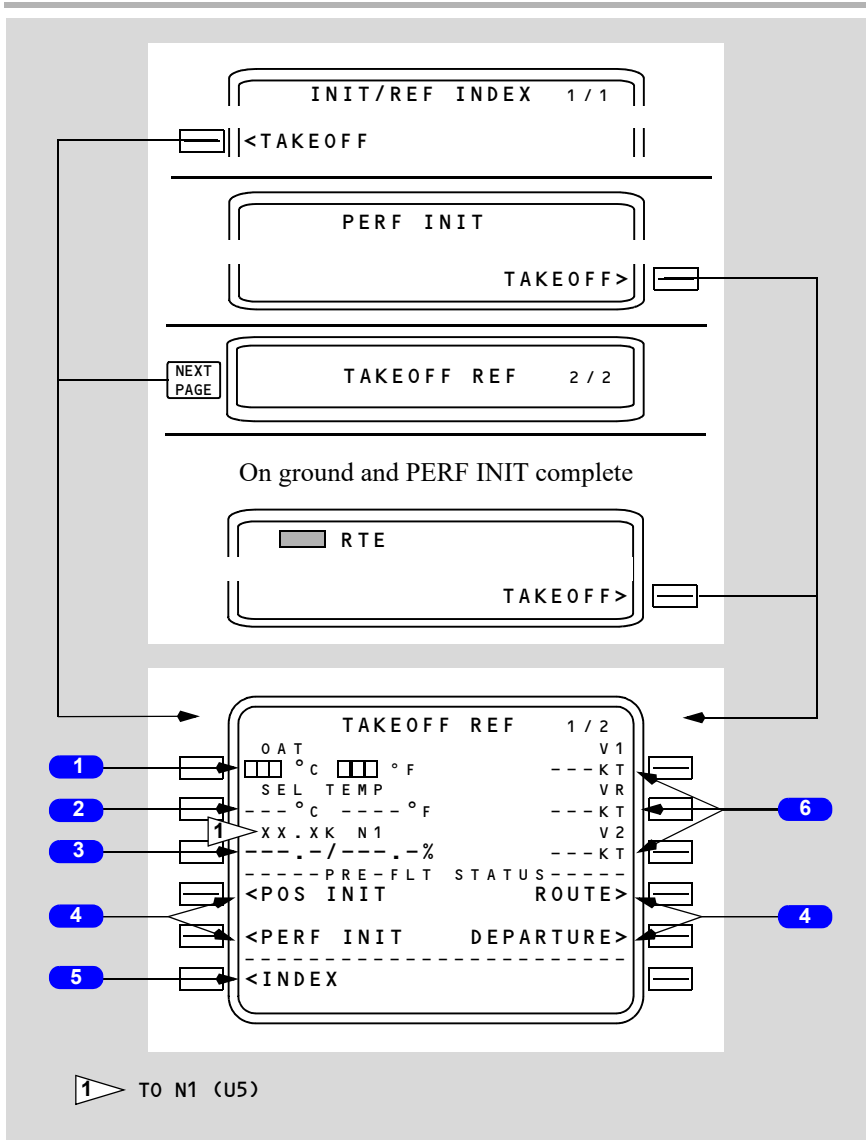 INIT/REF INDEX 1/1
<TAKEOFF
PERF INIT
TAKEOFF>
NEXT
PAGE
TAKEOFF REF 2/2
On ground and PERF INIT complete
RTE
TAKEOFF>
TAKEOFF REF 1/2
OAT V1
1 °C °F ---KT
SEL TEMP VR
2 ---°C ----°F ---KT 6
1 XX.XK N1 V2
3 ---.-/---.-% ---KT
-----PRE-FLT STATUS-----
<POS INIT ROUTE>
4 4
<PERF INIT DEPARTURE>
------------------------
5 <INDEX
1 TO N1 (U5)